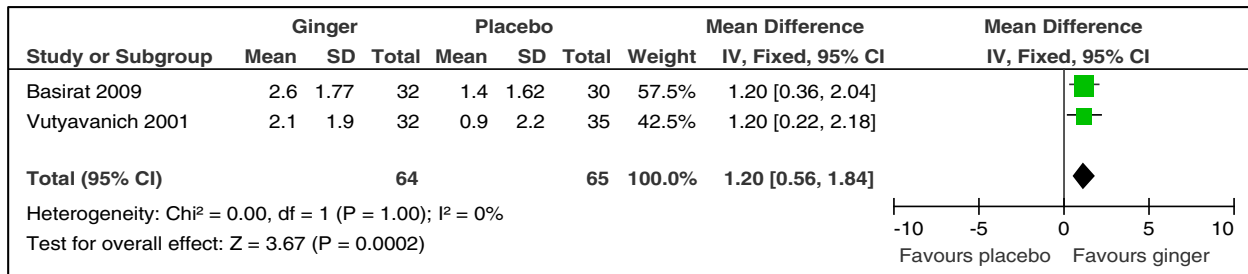 Ginger Placebo Mean Difference Mean Difference
Study or Subgroup Mean SD Total Mean SD Total Weight IV, Fixed, 95% CI IV, Fixed, 95% CI
Basirat 2009 2.6 1.77 32 1.4 1.62 30 57.5% 1.20 [0.36, 2.04]
Vutyavanich 2001 2.1 1.9 32 0.9 2.2 35 42.5% 1.20 [0.22, 2.18]
Total (95% CI) 64 65 100.0% 1.20 [0.56, 1.84]
Heterogeneity: Chi² = 0.00, df = 1 (P = 1.00); I² = 0%
Test for overall effect: Z = 3.67 (P = 0.0002)
-10 -5 0 5 10
Favours placebo Favours ginger